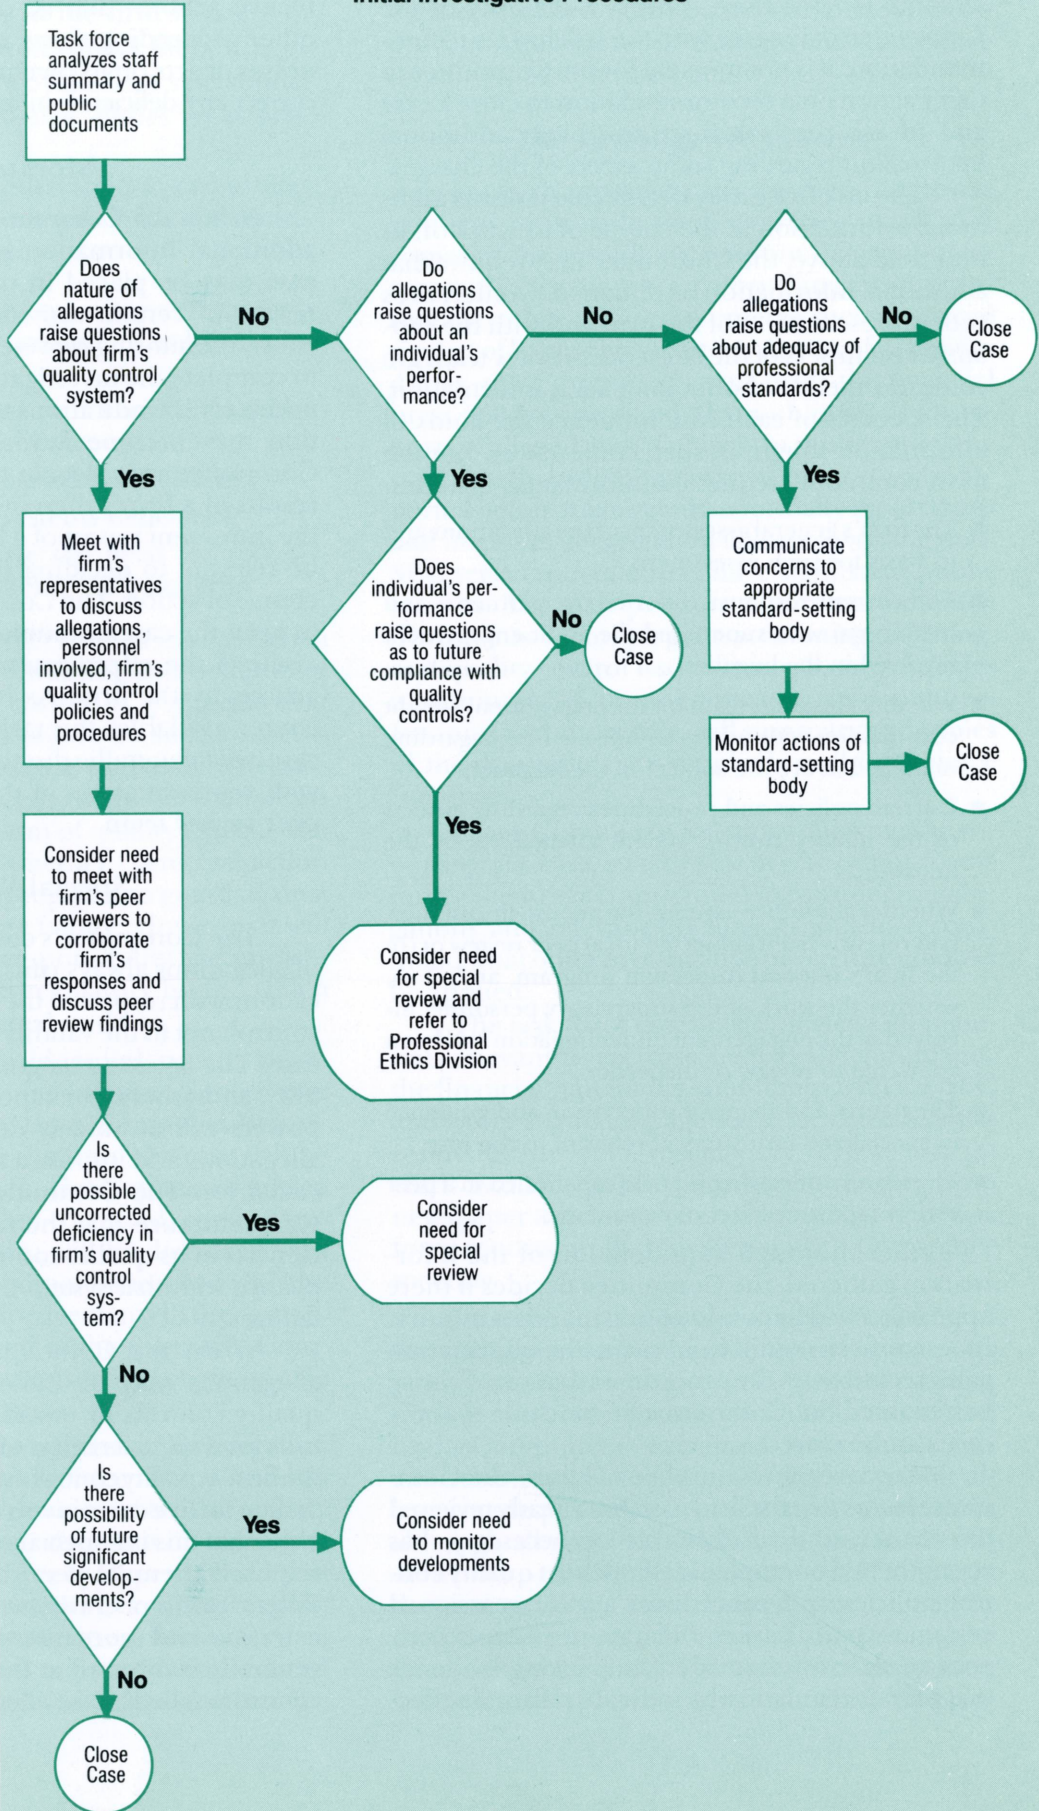 Initial Investigative Procedures
Task force
analyzes staff
summary and
public
documents
Does
nature of
allegations
raise questions
about firm's
quality control
system?
No
Do
allegations
raise questions
about an
individual's
perfor-
mance?
No
Do
allegations
raise questions
about adequacy of
professional
standards?
No
Close
Case
Yes
Yes
Yes
Meet with
firm's
representatives
to discuss
allegations,
personnel
involved, firm's
quality control
policies and
procedures
Does
individual's per-
formance
raise questions
as to future
compliance with
quality
controls?
No
Close
Case
Communicate
concerns to
appropriate
standard-setting
body
Monitor actions of
standard-setting
body
Close
Case
Yes
Consider need
to meet with
firm's peer
reviewers to
corroborate
firm's
responses and
discuss peer
review findings
Consider need
for special
review and
refer to
Professional
Ethics Division
Is
there
possible
uncorrected
deficiency in
firm's quality
control
sys-
tem?
Yes
Consider
need for
special
review
No
Is
there
possibility
of future
significant
develop-
ments?
Yes
Consider need
to monitor
developments
No
Close
Case